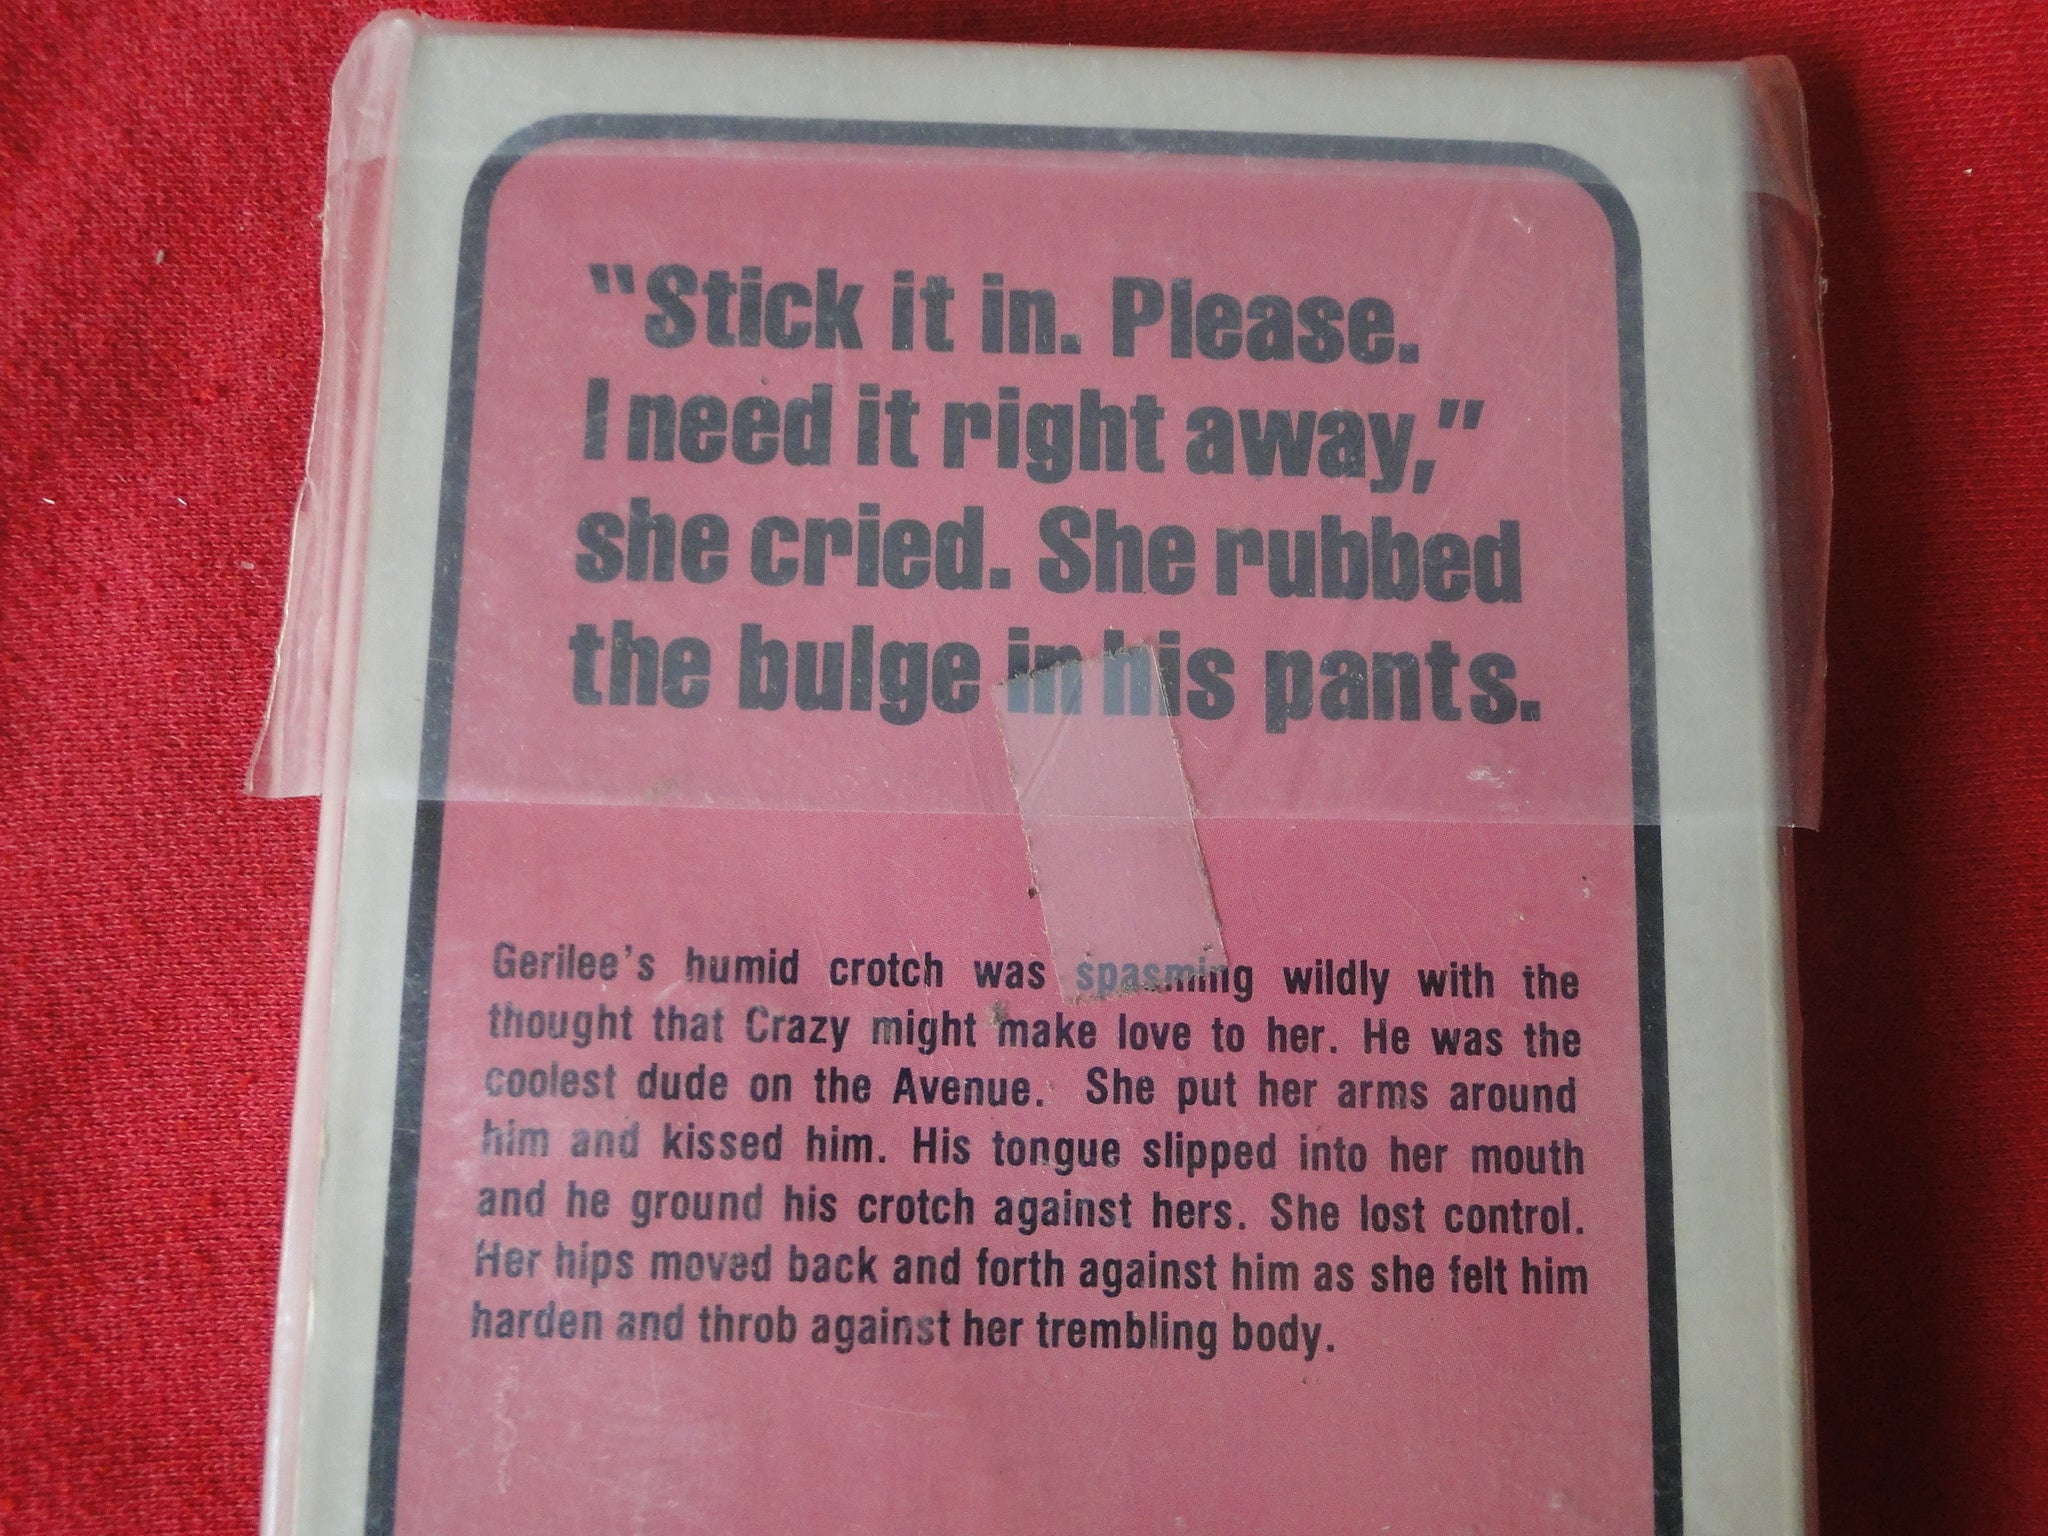 "Stick it in. Please.
I need it right away,"
she cried. She rubbed
the bulge in his pants.
Gerilee's humid crotch was spasming wildly with the
thought that Crazy might make love to her. He was the
coolest dude on the Avenue. She put her arms around
him and kissed him. His tongue slipped into her mouth
and he ground his crotch against hers. She lost control.
Her hips moved back and forth against him as she felt him
harden and throb against her trembling body.